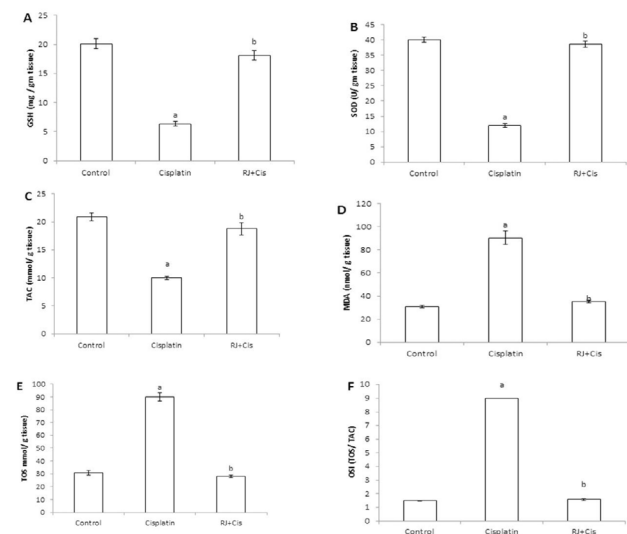 A
GSH (mg / gm tissue)
25
20
15
10
5
0
a
b
Control Cisplatin RJ+Cis
B
SOD (U/ gm tissue)
45
40
35
30
25
20
15
10
5
0
a
b
Control Cisplatin RJ+Cis
C
TAC (mmol/ g tissue)
25
20
15
10
5
0
a
b
Control Cisplatin RJ+Cis
D
MDA (nmol/ g tissue)
120
100
80
60
40
20
0
a
b
Control Cisplatin RJ+Cis
E
TOS mmol/ g tissue)
100
90
80
70
60
50
40
30
20
10
0
a
b
Control Cisplatin RJ+Cis
F
OSI (TOS/ TAC)
10
9
8
7
6
5
4
3
2
1
0
a
b
Control Cisplatin RJ+Cis